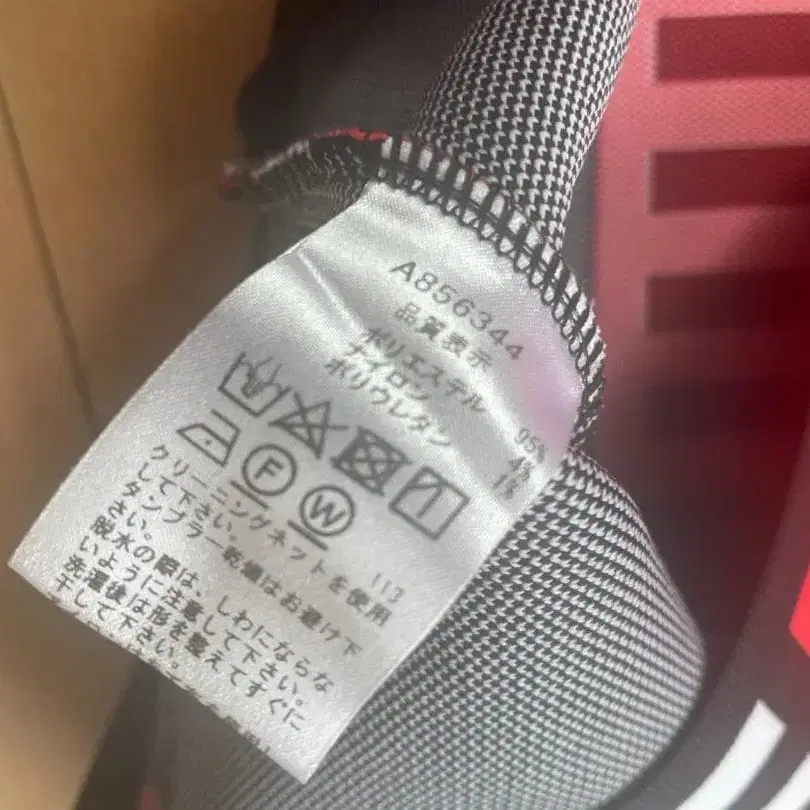 A856344
品質表示
ポリエステル 95%
ナイロン 4%
ポリウレタン 1%
F
W
113
クリーニングネットを使用
して下さい。
タンブラー乾燥はお避け下
さい。
脱水の際は、しわにならな
いように注意して下さい。
洗濯後は形を整えてすぐに
干して下さい。